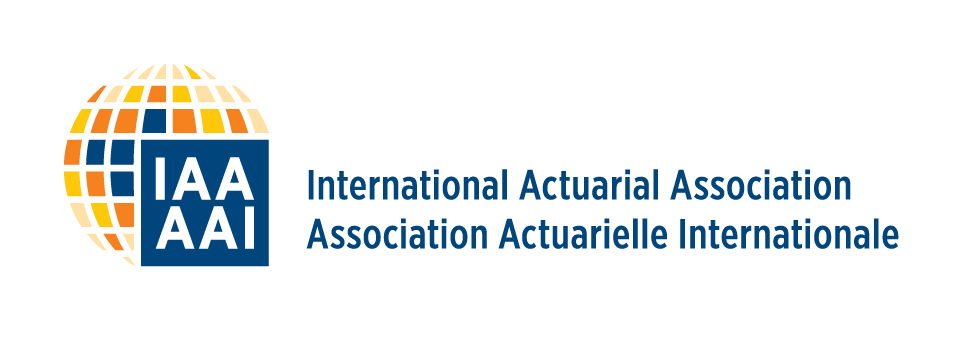 IAA
AAI
International Actuarial Association
Association Actuarielle Internationale